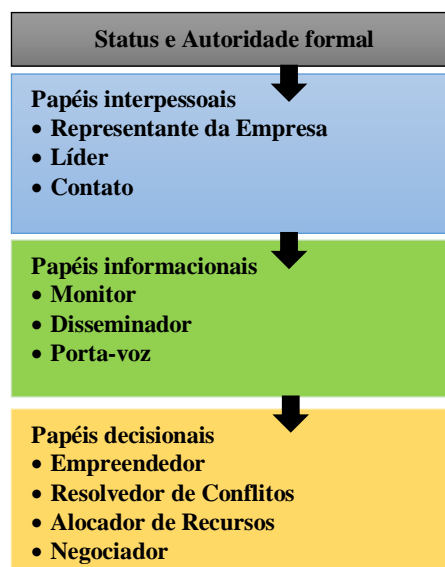 Status e Autoridade formal
Papéis interpessoais
• Representante da Empresa
• Líder
• Contato
Papéis informacionais
• Monitor
• Disseminador
• Porta-voz
Papéis decisionais
• Empreendedor
• Resolvedor de Conflitos
• Alocador de Recursos
• Negociador